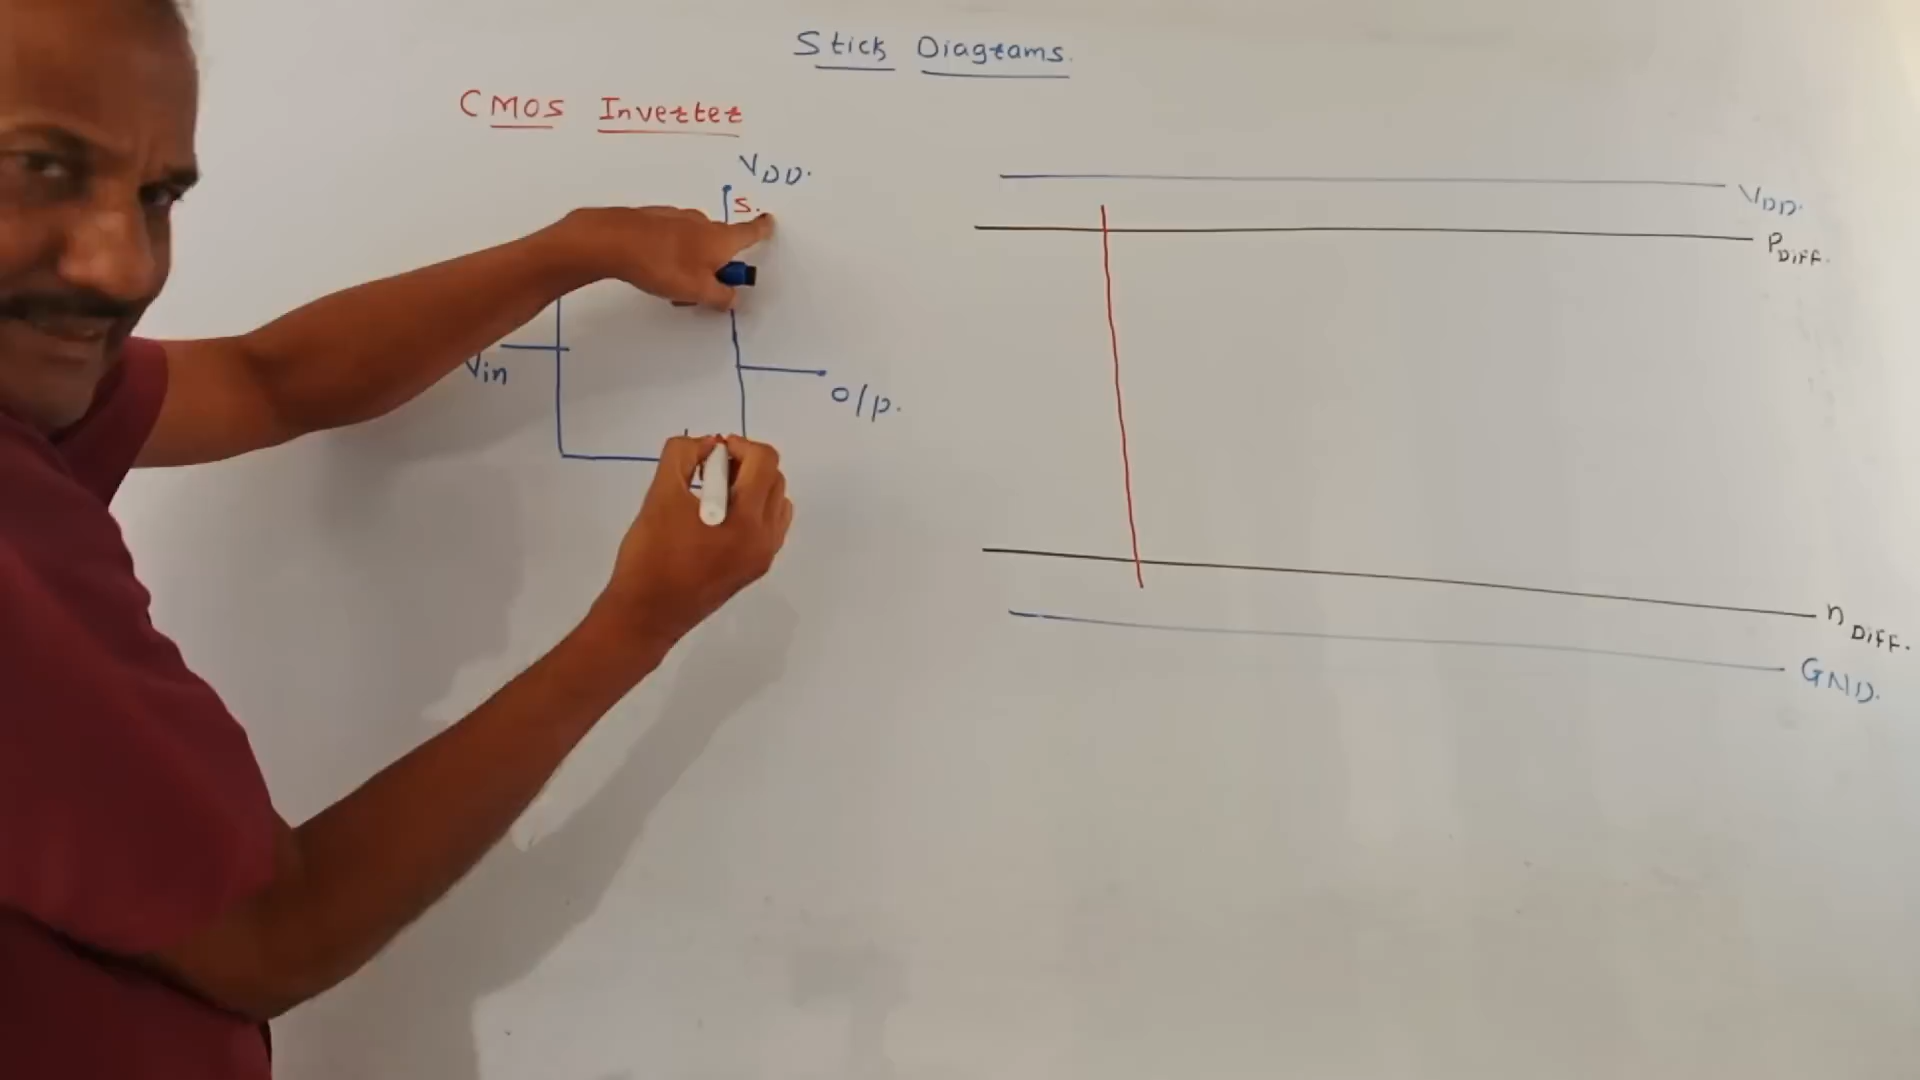 Stick Diagrams.
CMOS Inverter
VDD.
S.
Vin
O/P.
VDD.
PDiFF.
nDiFF.
GND.